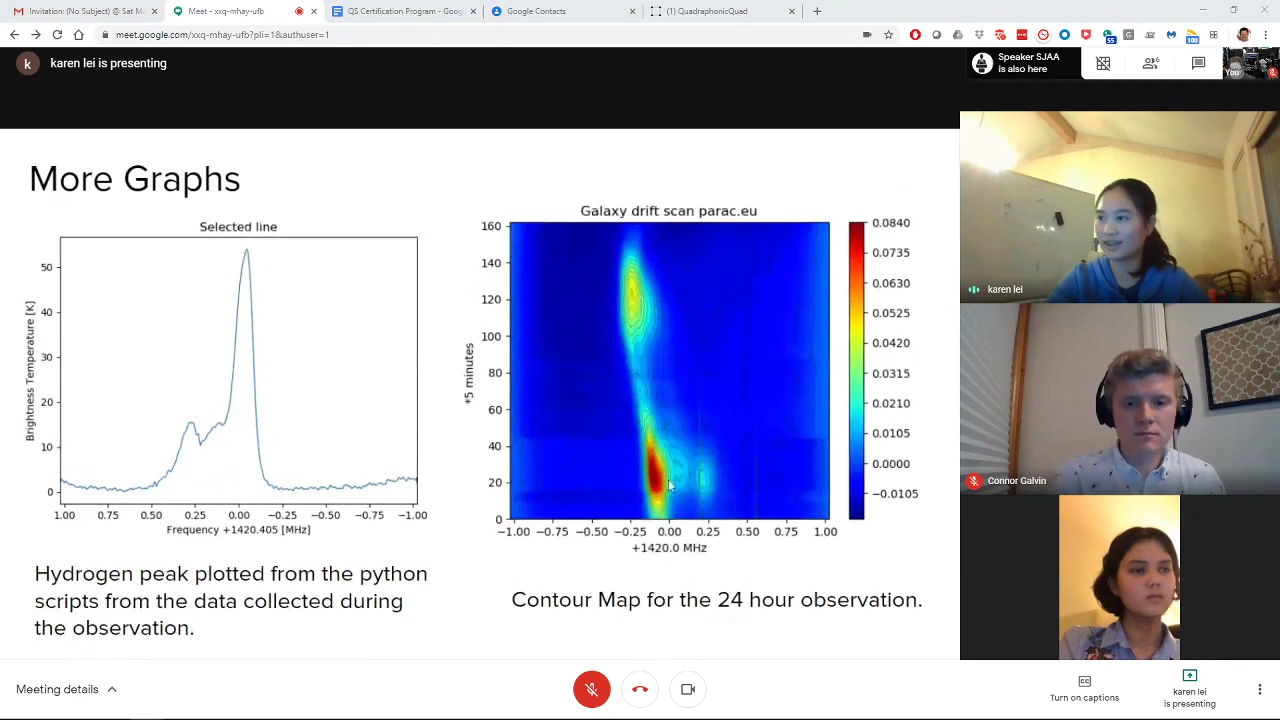 Invitation: (No Subject) @ Sat M
Meet - xxq-mhay-ufb
QS Certification Program - Goog
Google Contacts
(1) QuadraphonicQuad
meet.google.com/xxq-mhay-ufb?pli=1&authuser=1
55
100
k
karen lei is presenting
Speaker SJAA
is also here
6
You
More Graphs
Selected line
Brightness Temperature [K]
50
40
30
20
10
0
1.00 0.75 0.50 0.25 0.00 −0.25 −0.50 −0.75 −1.00
Frequency +1420.405 [MHz]
Hydrogen peak plotted from the python
scripts from the data collected during
the observation.
Galaxy drift scan parac.eu
*5 minutes
160
140
120
100
80
60
40
20
0
−1.00 −0.75 −0.50 −0.25 0.00 0.25 0.50 0.75 1.00
+1420.0 MHz
0.0840
0.0735
0.0630
0.0525
0.0420
0.0315
0.0210
0.0105
0.0000
−0.0105
Contour Map for the 24 hour observation.
karen lei
Connor Galvin
Meeting details
CC
Turn on captions
karen lei
is presenting